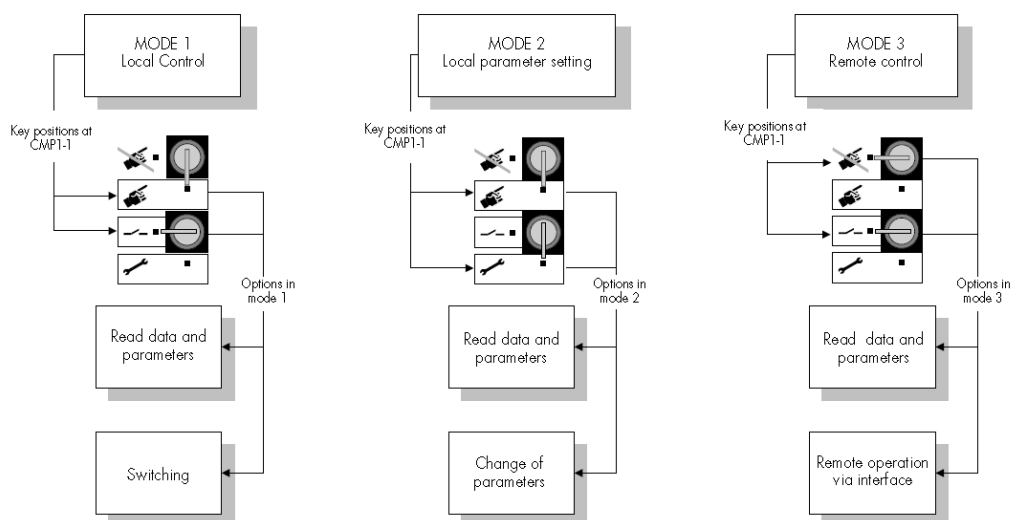 MODE 1
Local Control
Key positions at
CMP1-1
Options in
mode 1
Read data and
parameters
Switching
MODE 2
Local parameter setting
Key positions at
CMP1-1
Options in
mode 2
Read data and
parameters
Change of
parameters
MODE 3
Remote control
Key positions at
CMP1-1
Options in
mode 3
Read data and
parameters
Remote operation
via interface